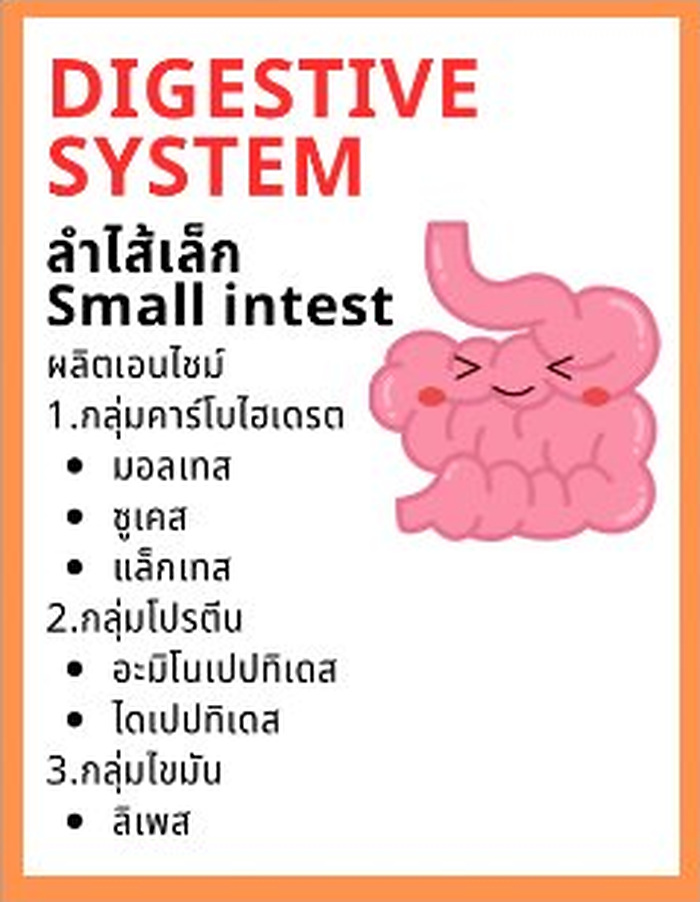 DIGESTIVE
SYSTEM
ลำไส้เล็ก
Small intest
ผลิตเอนไซม์
1.กลุ่มคาร์โบไฮเดรต
• มอลเทส
• ซูเคส
• แล็กเทส
2.กลุ่มโปรตีน
• อะมิโนเปปทิเดส
• ไดเปปทิเดส
3.กลุ่มไขมัน
• ลิเพส